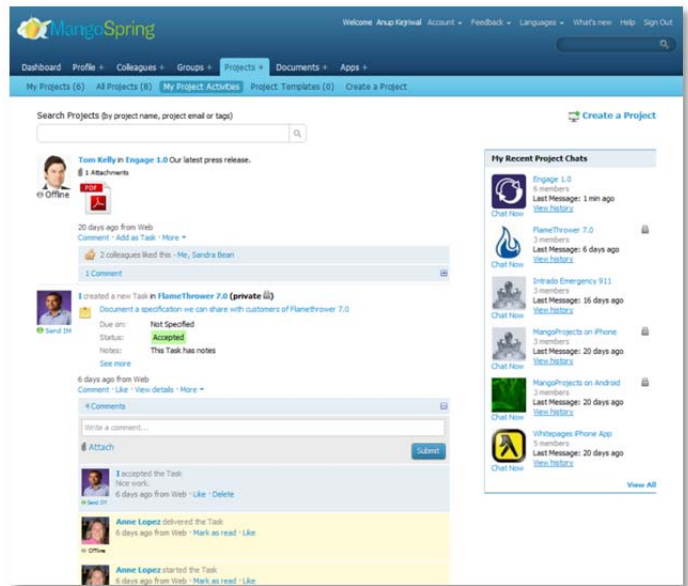 MangoSpring
Welcome Anup Kejriwal Account Feedback Languages What's new Help Sign Out
Dashboard Profile + Colleagues + Groups + Projects + Documents + Apps +
My Projects (6) All Projects (8) My Project Activities Project Templates (0) Create a Project
Search Projects (by project name, project email or tags)
Create a Project
Tom Kelly in Engage 1.0 Our latest press release.
1 Attachments
PDF
Offline
20 days ago from Web
Comment · Add as Task · More
2 colleagues liked this - Me, Sandra Bean
1 Comment
I created a new Task in FlameThrower 7.0 (private)
Document a specification we can share with customers of Flamethrower 7.0
Due on: Not Specified
Send IM
Status: Accepted
Notes: This Task has notes
See more
6 days ago from Web
Comment · Like · View details · More
4 Comments
Write a comment...
Attach
Submit
I accepted the Task
Nice work.
6 days ago from Web · Like · Delete
Send IM
Anne Lopez delivered the Task
6 days ago from Web · Mark as read · Like
Offline
Anne Lopez started the Task
6 days ago from Web · Mark as read · Like
My Recent Project Chats
Engage 1.0
6 members
Last Message: 1 min ago
View history
Chat Now
FlameThrower 7.0
3 members
Last Message: 6 days ago
View history
Chat Now
Intrado Emergency 911
3 members
Last Message: 16 days ago
View history
Chat Now
MangoProjects on iPhone
3 members
Last Message: 20 days ago
View history
Chat Now
MangoProjects on Android
3 members
Last Message: 20 days ago
View history
Chat Now
Whitepages iPhone App
5 members
Last Message: 20 days ago
View history
Chat Now
View All